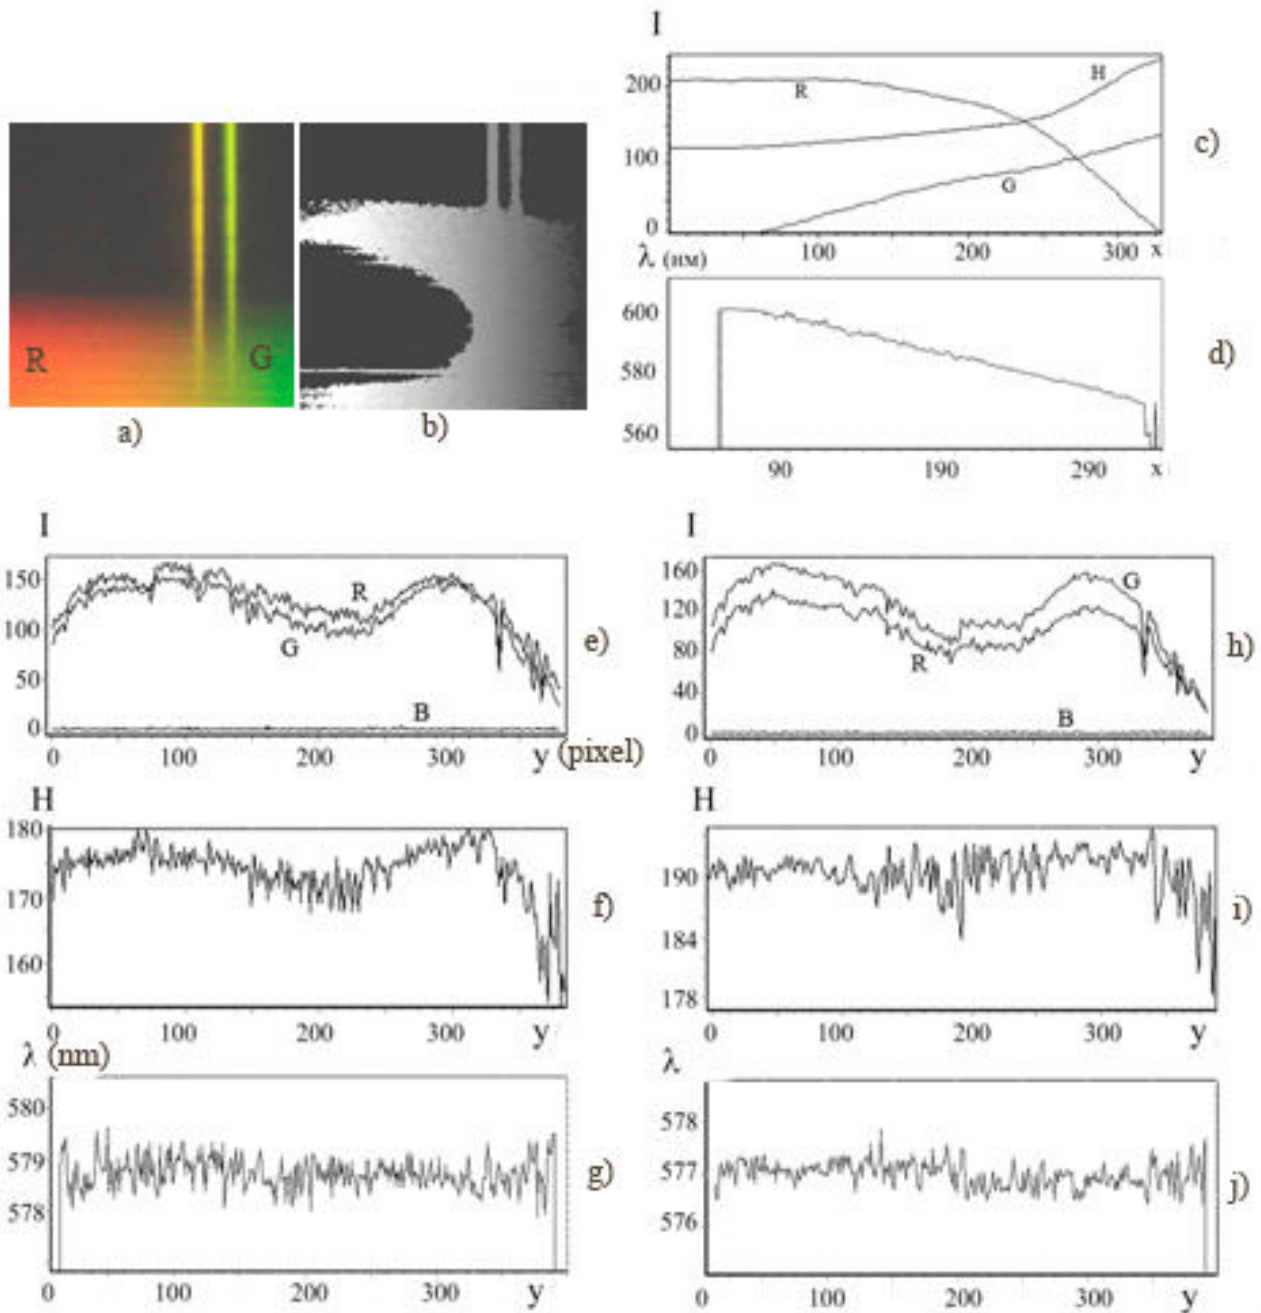 I
200
H
R
100
G
0
100
200
300
x
c)
R
G
a)
b)
λ (нм)
600
580
560
90
190
290
x
d)
I
150
100
50
0
R
G
B
0
100
200
300
y (pixel)
e)
I
160
120
80
40
0
G
R
B
0
100
200
300
y
h)
H
180
170
160
0
100
200
300
y
f)
H
190
184
178
0
100
200
300
y
i)
λ (nm)
580
579
578
0
100
200
300
y
g)
λ
578
577
576
0
100
200
300
y
j)